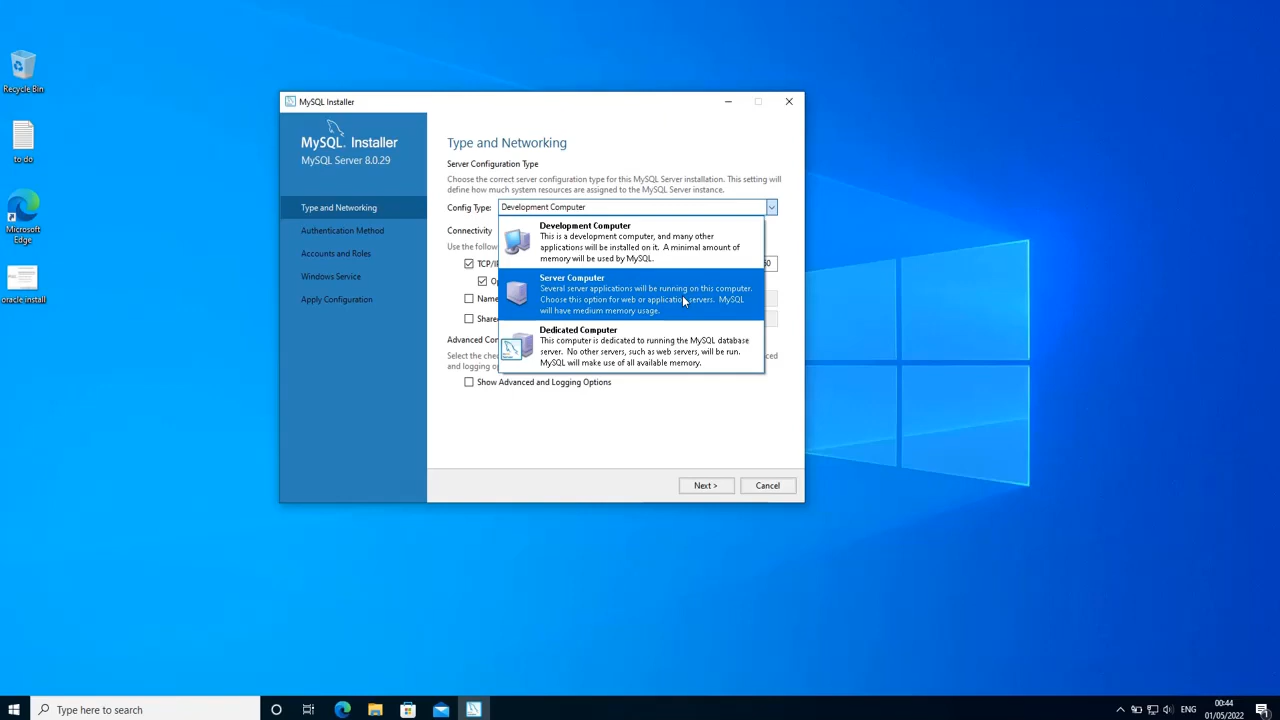 Recycle Bin
to do
Microsoft
Edge
oracle install
MySQL Installer
MySQL. Installer
MySQL Server 8.0.29
Type and Networking
Authentication Method
Accounts and Roles
Windows Service
Apply Configuration
Type and Networking
Server Configuration Type
Choose the correct server configuration type for this MySQL Server installation. This setting will
define how much system resources are assigned to the MySQL Server instance.
Config Type: Development Computer
Development Computer
This is a development computer, and many other
applications will be installed on it. A minimal amount of
memory will be used by MySQL.
Server Computer
Several server applications will be running on this computer.
Choose this option for web or application servers. MySQL
will have medium memory usage.
Dedicated Computer
This computer is dedicated to running the MySQL database
server. No other servers, such as web servers, will be run.
MySQL will make use of all available memory.
Connectivity
Use the follow
TCP/IP
Op
Name
Share
Advanced Co
Select the che
and logging o
Show Advanced and Logging Options
Next >
Cancel
Type here to search
ENG
00:44
01/05/2022